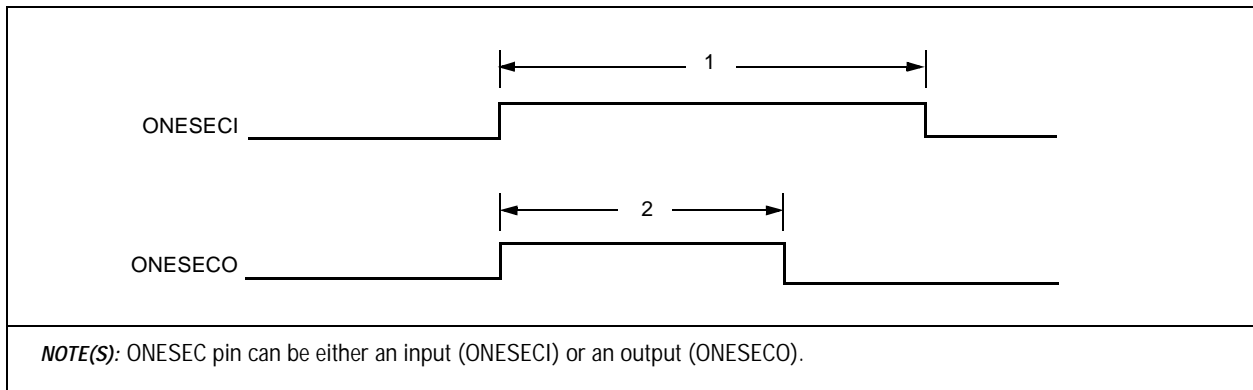 1
ONESECI
2
ONESECO
NOTE(S): ONESEC pin can be either an input (ONESECI) or an output (ONESECO).